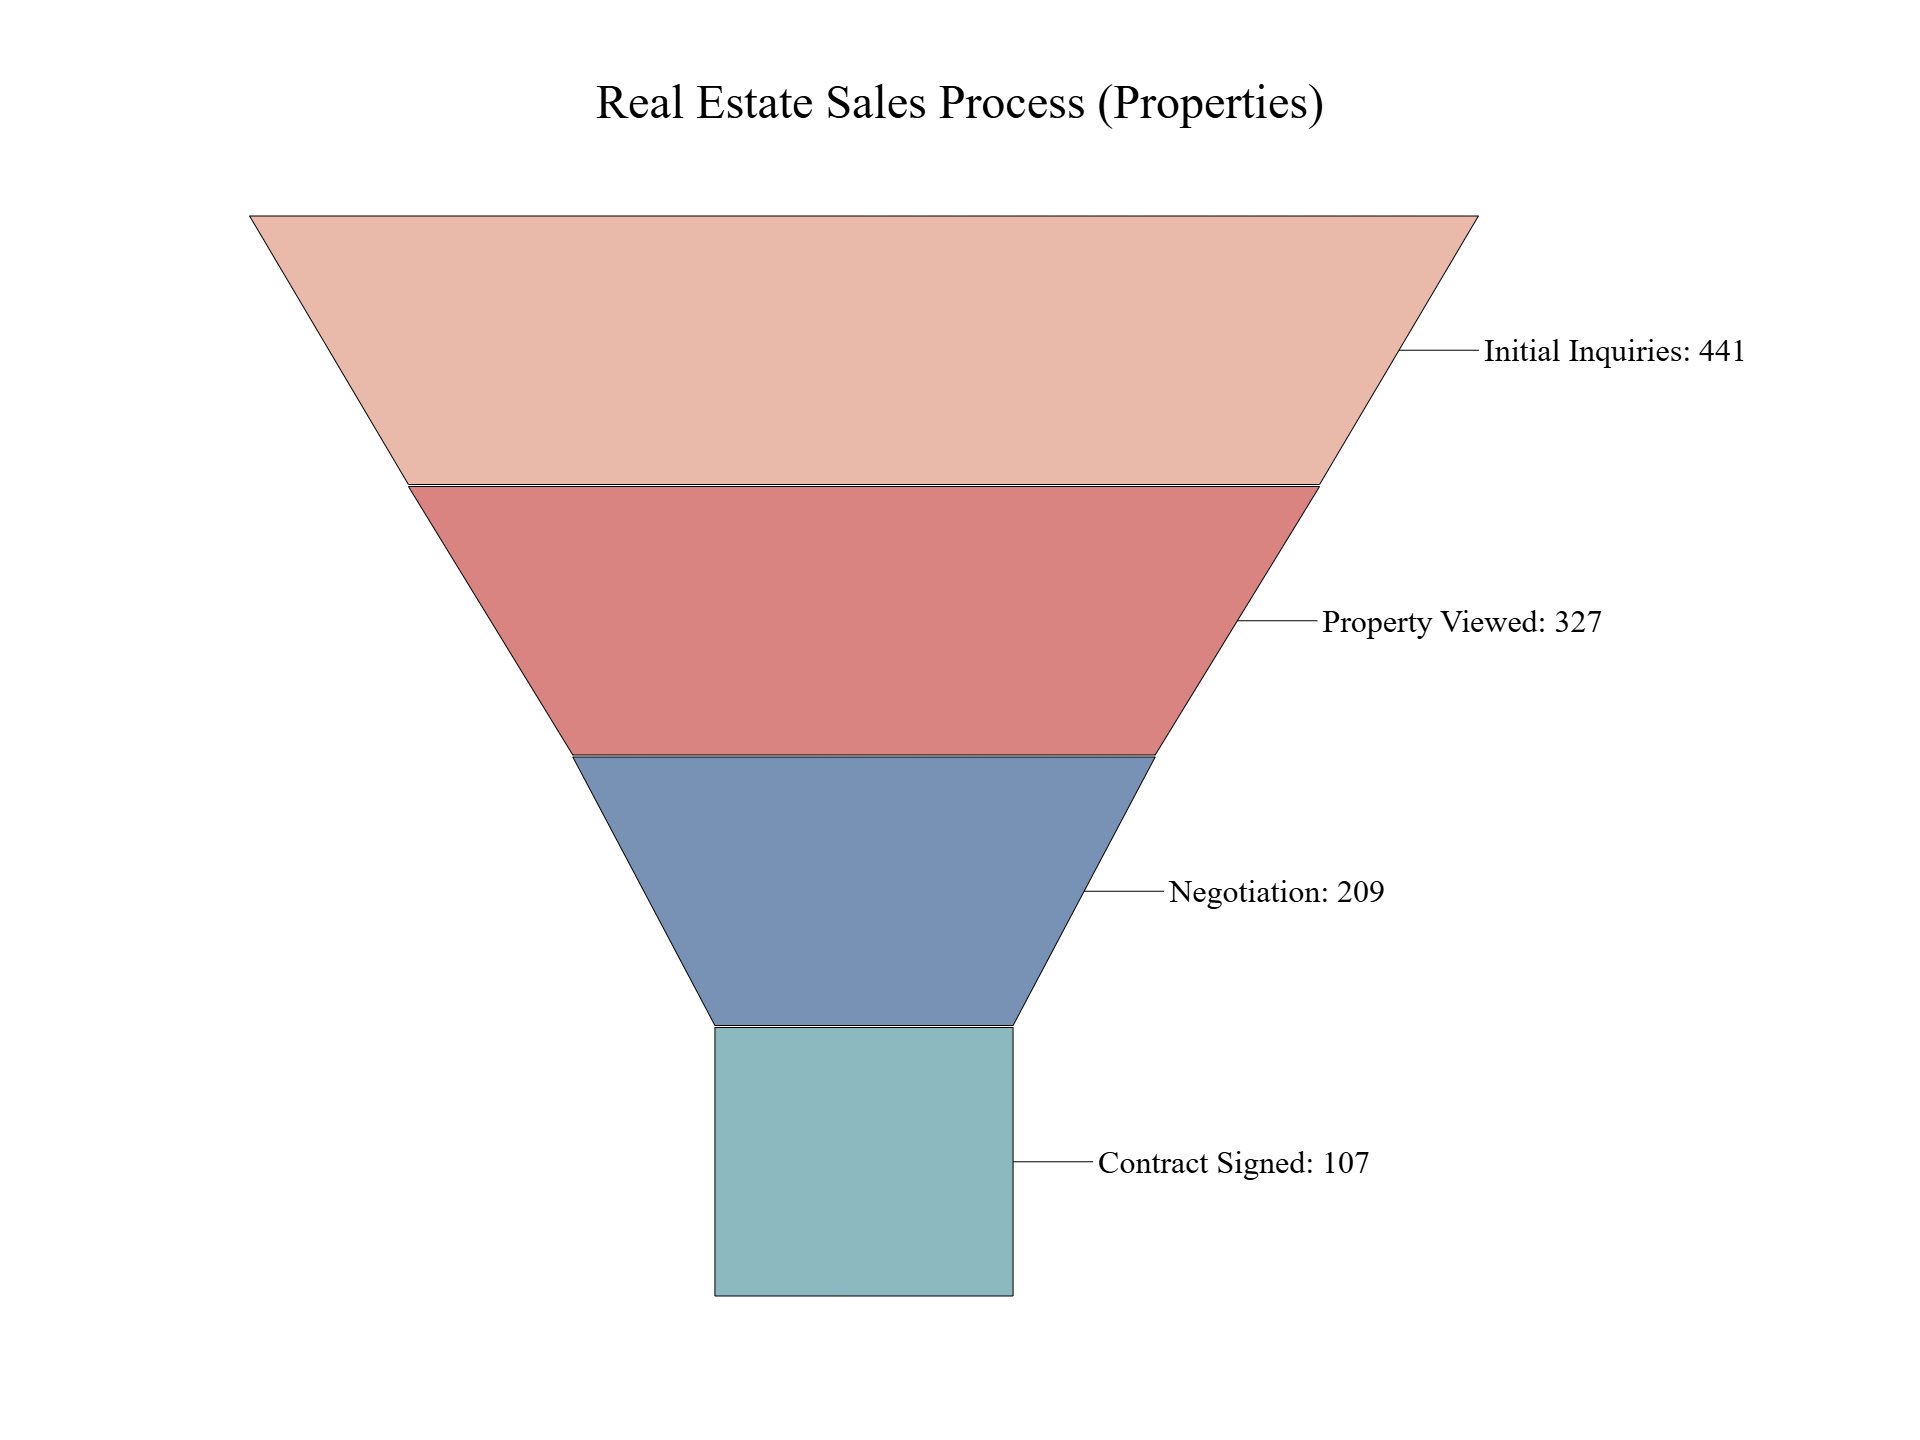 Real Estate Sales Process (Properties)
Initial Inquiries: 441
Property Viewed: 327
Negotiation: 209
Contract Signed: 107